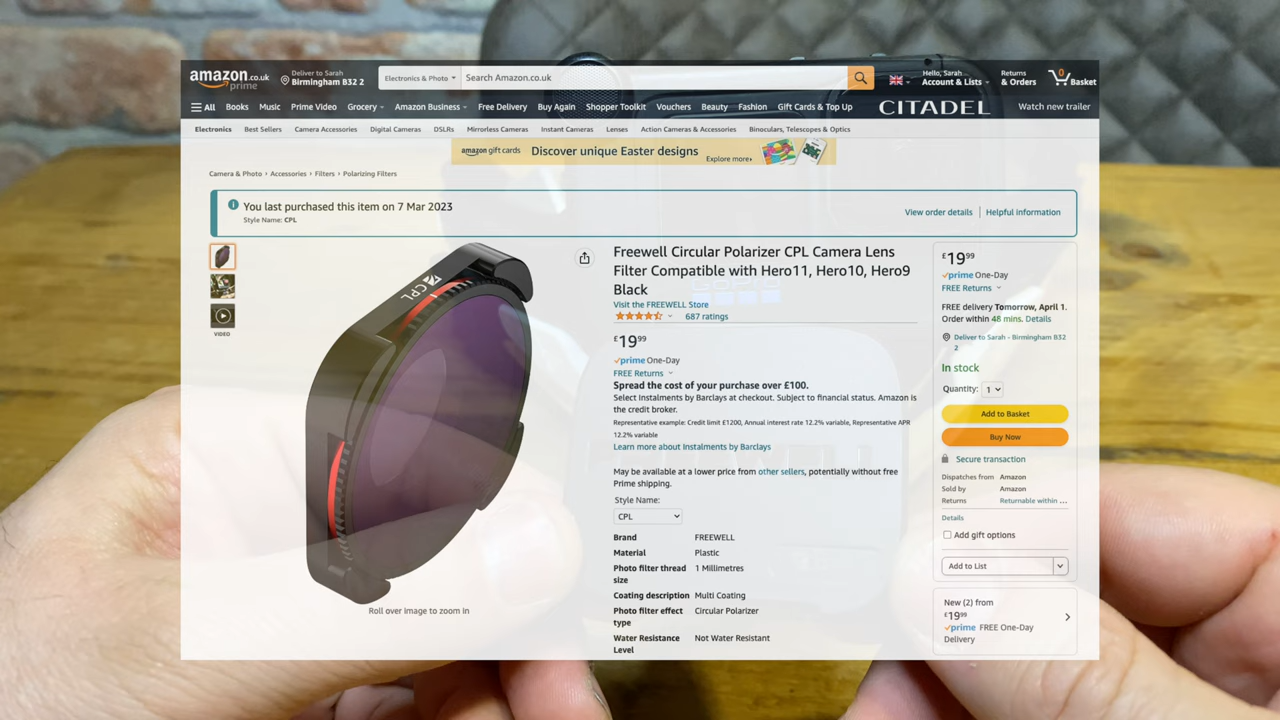 amazon.co.uk
prime
Deliver to Sarah
Birmingham B32 2
Electronics & Photo
Search Amazon.co.uk
Hello, Sarah
Account & Lists
Returns
& Orders
0
Basket
All
Books
Music
Prime Video
Grocery
Amazon Business
Free Delivery
Buy Again
Shopper Toolkit
Vouchers
Beauty
Fashion
Gift Cards & Top Up
CITADEL
Watch new trailer
Electronics
Best Sellers
Camera Accessories
Digital Cameras
DSLRs
Mirrorless Cameras
Instant Cameras
Lenses
Action Cameras & Accessories
Binoculars, Telescopes & Optics
amazon gift cards
Discover unique Easter designs
Explore more›
Camera & Photo › Accessories › Filters › Polarizing Filters
You last purchased this item on 7 Mar 2023
Style Name: CPL
View order details
Helpful information
VIDEO
CPL
Roll over image to zoom in
Freewell Circular Polarizer CPL Camera Lens
Filter Compatible with Hero11, Hero10, Hero9
Black
GoPro
Visit the FREEWELL Store
687 ratings
£19.99
prime One-Day
FREE Returns
Spread the cost of your purchase over £100.
Select Instalments by Barclays at checkout. Subject to financial status. Amazon is
the credit broker.
Representative example: Credit limit £1200, Annual interest rate 12.2% variable, Representative APR
12.2% variable
Learn more about Instalments by Barclays
May be available at a lower price from other sellers, potentially without free
Prime shipping.
Style Name:
CPL
Brand FREEWELL
Material Plastic
Photo filter thread 1 Millimetres
size
Coating description Multi Coating
Photo filter effect Circular Polarizer
type
Water Resistance Not Water Resistant
Level
£19.99
prime One-Day
FREE Returns
FREE delivery Tomorrow, April 1.
Order within 48 mins. Details
Deliver to Sarah - Birmingham B32
2
In stock
Quantity: 1
Add to Basket
Buy Now
Secure transaction
Dispatches from Amazon
Sold by Amazon
Returns Returnable within ...
Details
Add gift options
Add to List
New (2) from
£19.99
prime FREE One-Day
Delivery